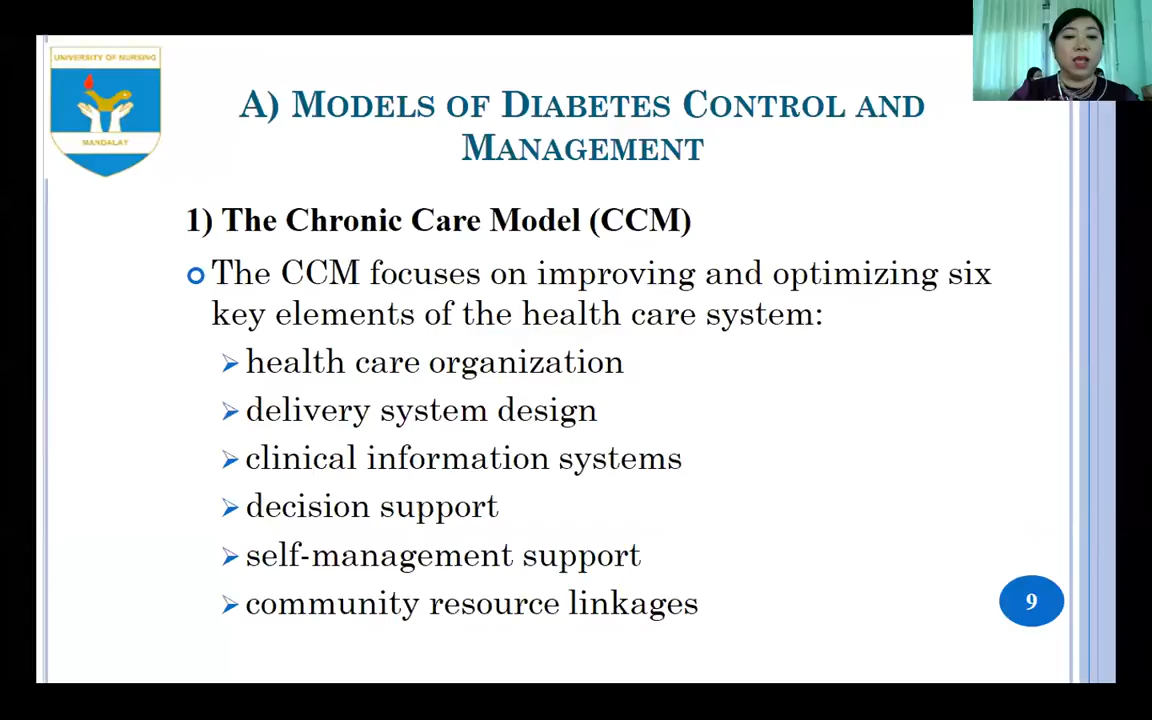 UNIVERSITY OF NURSING
MANDALAY
A) MODELS OF DIABETES CONTROL AND
MANAGEMENT
1) The Chronic Care Model (CCM)
The CCM focuses on improving and optimizing six
key elements of the health care system:
health care organization
delivery system design
clinical information systems
decision support
self-management support
community resource linkages
9